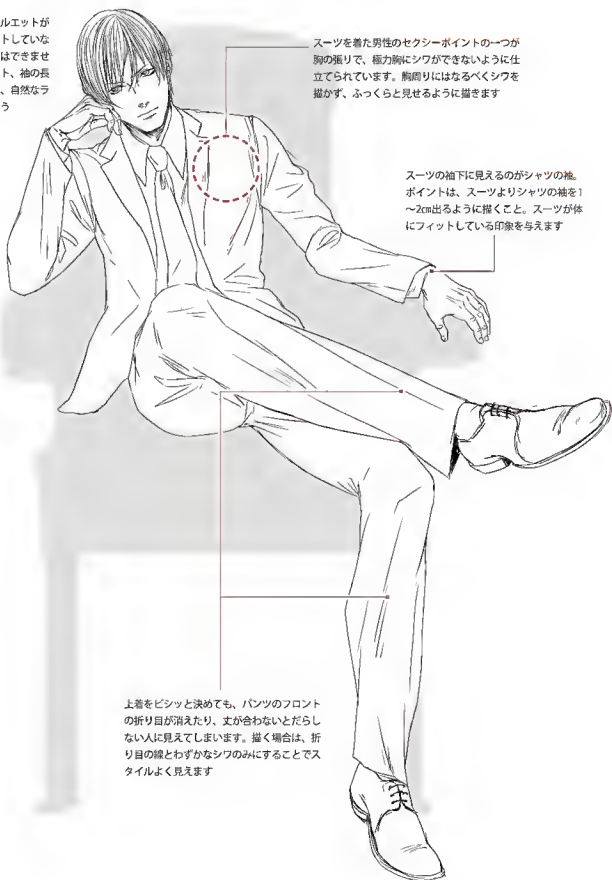 ルエットが
トしていな
はできませ
ト、袖の長
、自然なラ
う
スーツを着た男性のセクシーポイントの一つが
胸の張りで、極力胸にシワができないように仕
立てられています。胸周りにはなるべくシワを
描かず、ふっくらと見せるように描きます
スーツの袖下に見えるのがシャツの袖。
ポイントは、スーツよりシャツの袖を1
～2cm出るように描くこと。スーツが体
にフィットしている印象を与えます
上着をビシッと決めても、パンツのフロント
の折り目が消えたり、丈が合わないとだらし
ない人に見えてしまいます。描く場合は、折
り目の線とわずかなシワのみにすることでス
タイルよく見えます